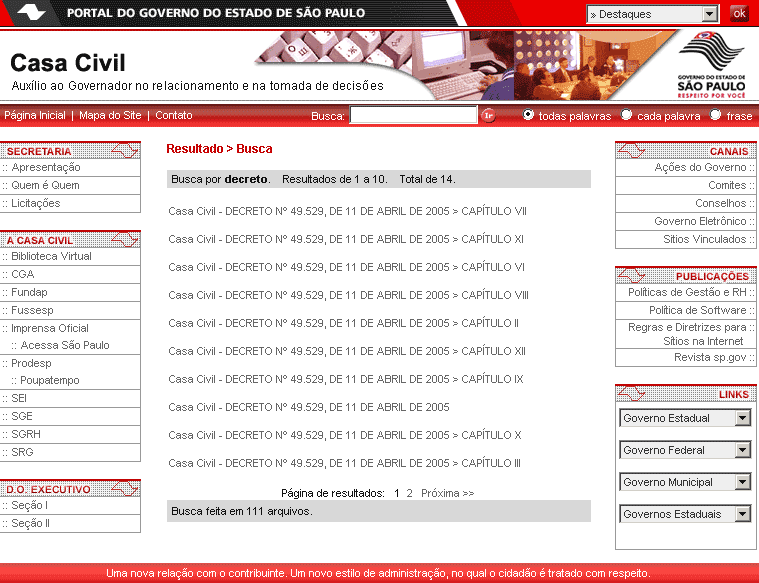 PORTAL DO GOVERNO DO ESTADO DE SÃO PAULO
» Destaques
ok
Casa Civil
Auxílio ao Governador no relacionamento e na tomada de decisões
GOVERNO DO ESTADO DE
SÃO PAULO
RESPEITO POR VOCÊ
Página Inicial | Mapa do Site | Contato
Busca:
Ir
todas palavras
cada palavra
frase
SECRETARIA
:: Apresentação
:: Quem é Quem
:: Licitações
A CASA CIVIL
:: Biblioteca Virtual
:: CGA
:: Fundap
:: Fussesp
:: Imprensa Oficial
:: Acessa São Paulo
:: Prodesp
:: Poupatempo
:: SEI
:: SGE
:: SGRH
:: SRG
D.O. EXECUTIVO
:: Seção I
:: Seção II
Resultado > Busca
Busca por decreto. Resultados de 1 a 10. Total de 14.
Casa Civil - DECRETO Nº 49.529, DE 11 DE ABRIL DE 2005 > CAPÍTULO VII
Casa Civil - DECRETO Nº 49.529, DE 11 DE ABRIL DE 2005 > CAPÍTULO XI
Casa Civil - DECRETO Nº 49.529, DE 11 DE ABRIL DE 2005 > CAPÍTULO VI
Casa Civil - DECRETO Nº 49.529, DE 11 DE ABRIL DE 2005 > CAPÍTULO VIII
Casa Civil - DECRETO Nº 49.529, DE 11 DE ABRIL DE 2005 > CAPÍTULO II
Casa Civil - DECRETO Nº 49.529, DE 11 DE ABRIL DE 2005 > CAPÍTULO XII
Casa Civil - DECRETO Nº 49.529, DE 11 DE ABRIL DE 2005 > CAPÍTULO IX
Casa Civil - DECRETO Nº 49.529, DE 11 DE ABRIL DE 2005
Casa Civil - DECRETO Nº 49.529, DE 11 DE ABRIL DE 2005 > CAPÍTULO X
Casa Civil - DECRETO Nº 49.529, DE 11 DE ABRIL DE 2005 > CAPÍTULO III
Página de resultados: 1 2 Próxima >>
Busca feita em 111 arquivos.
CANAIS
Ações do Governo ::
Comites ::
Conselhos ::
Governo Eletrônico ::
Sitios Vinculados ::
PUBLICAÇÕES
Políticas de Gestão e RH ::
Política de Software ::
Regras e Diretrizes para ::
Sítios na Internet
Revista sp.gov ::
LINKS
Governo Estadual
Governo Federal
Governo Municipal
Governos Estaduais
Uma nova relação com o contribuinte. Um novo estilo de administração, no qual o cidadão é tratado com respeito.